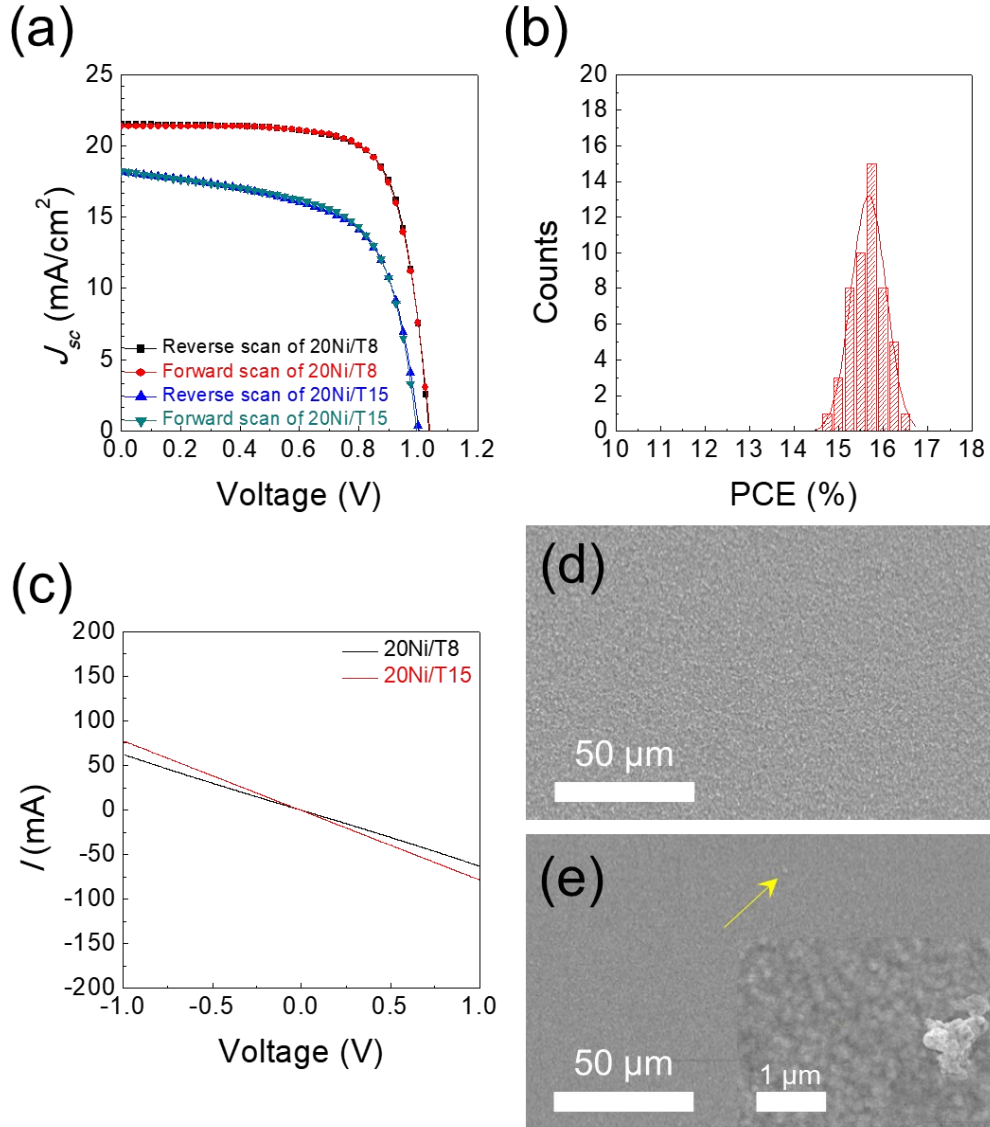 (a)
25
20
15
10
5
0
0.0 0.2 0.4 0.6 0.8 1.0 1.2
Jsc (mA/cm²)
Voltage (V)
Reverse scan of 20Ni/T8
Forward scan of 20Ni/T8
Reverse scan of 20Ni/T15
Forward scan of 20Ni/T15
(b)
20
18
16
14
12
10
8
6
4
2
0
10 11 12 13 14 15 16 17 18
Counts
PCE (%)
(c)
200
150
100
50
0
-50
-100
-150
-200
-1.0 -0.5 0.0 0.5 1.0
I (mA)
Voltage (V)
20Ni/T8
20Ni/T15
(d)
50 µm
(e)
50 µm
1 µm